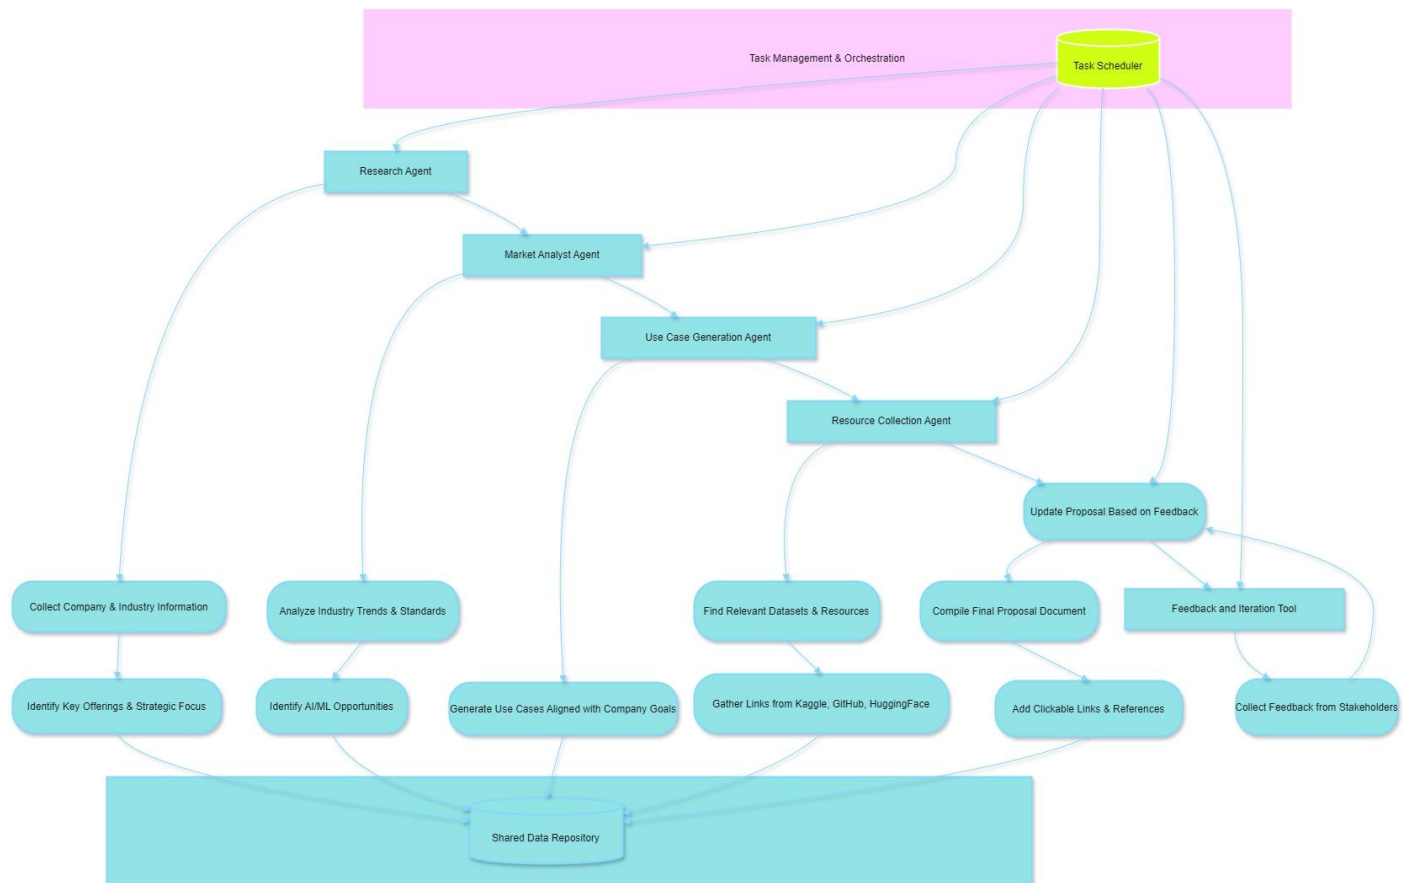 Task Management & Orchestration
Task Scheduler
Research Agent
Market Analyst Agent
Use Case Generation Agent
Resource Collection Agent
Update Proposal Based on Feedback
Collect Company & Industry Information
Analyze Industry Trends & Standards
Find Relevant Datasets & Resources
Compile Final Proposal Document
Feedback and Iteration Tool
Identify Key Offerings & Strategic Focus
Identify AI/ML Opportunities
Generate Use Cases Aligned with Company Goals
Gather Links from Kaggle, GitHub, HuggingFace
Add Clickable Links & References
Collect Feedback from Stakeholders
Shared Data Repository